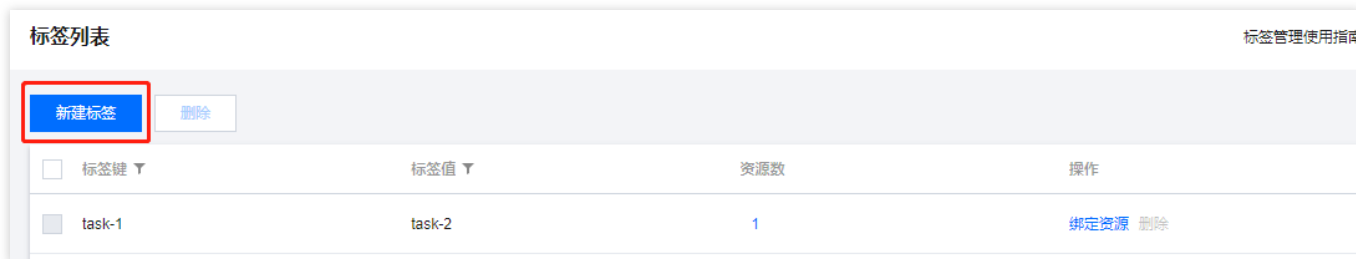 标签列表 标签管理使用指南
新建标签 删除
标签键 标签值 资源数 操作
task-1 task-2 1 绑定资源 删除